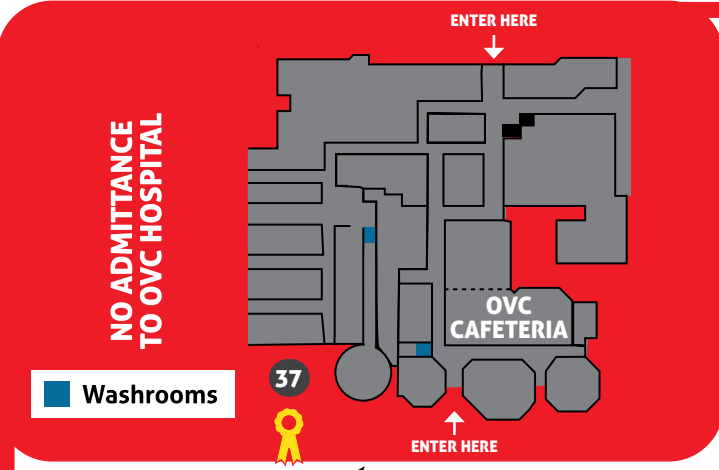 ENTER HERE
NO ADMITTANCE
TO OVC HOSPITAL
OVC
CAFETERIA
37
Washrooms
ENTER HERE